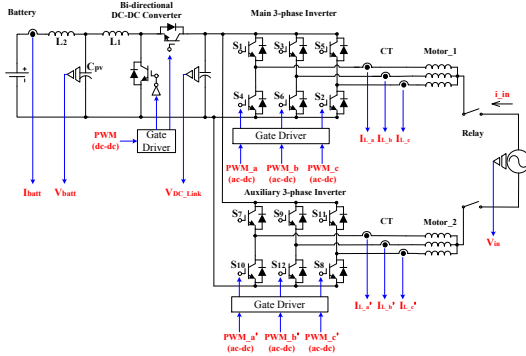 Battery
Bi-directional
DC-DC Converter
Main 3-phase Inverter
L2
L1
Cpv
+
S1
S3
S5
CT
Motor_1
S4
S6
S2
i_in
Relay
PWM
(dc-dc)
Gate
Driver
Gate Driver
IL_a
IL_b
IL_c
Ibatt
Vbatt
VDC_Link
PWM_a
(ac-dc)
PWM_b
(ac-dc)
PWM_c
(ac-dc)
Auxiliary 3-phase Inverter
S7
S9
S11
CT
Motor_2
Vin
S10
S12
S8
Gate Driver
IL_a'
IL_b'
IL_c'
PWM_a'
(ac-dc)
PWM_b'
(ac-dc)
PWM_c'
(ac-dc)